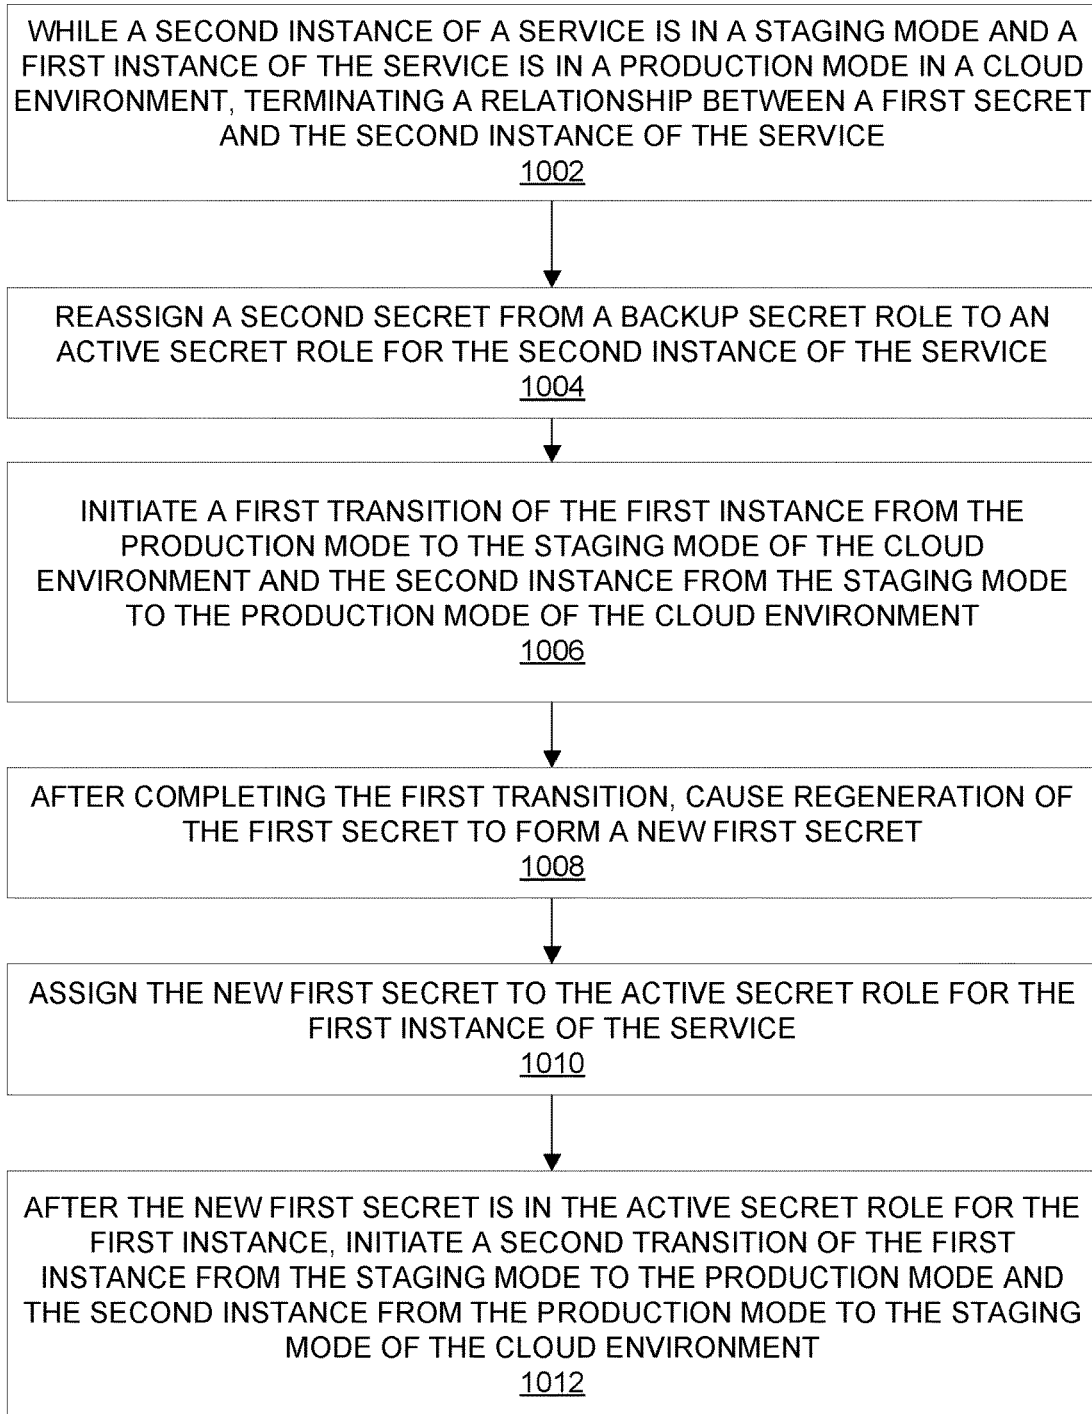 WHILE A SECOND INSTANCE OF A SERVICE IS IN A STAGING MODE AND A
FIRST INSTANCE OF THE SERVICE IS IN A PRODUCTION MODE IN A CLOUD
ENVIRONMENT, TERMINATING A RELATIONSHIP BETWEEN A FIRST SECRET
AND THE SECOND INSTANCE OF THE SERVICE
1002
REASSIGN A SECOND SECRET FROM A BACKUP SECRET ROLE TO AN
ACTIVE SECRET ROLE FOR THE SECOND INSTANCE OF THE SERVICE
1004
INITIATE A FIRST TRANSITION OF THE FIRST INSTANCE FROM THE
PRODUCTION MODE TO THE STAGING MODE OF THE CLOUD
ENVIRONMENT AND THE SECOND INSTANCE FROM THE STAGING MODE
TO THE PRODUCTION MODE OF THE CLOUD ENVIRONMENT
1006
AFTER COMPLETING THE FIRST TRANSITION, CAUSE REGENERATION OF
THE FIRST SECRET TO FORM A NEW FIRST SECRET
1008
ASSIGN THE NEW FIRST SECRET TO THE ACTIVE SECRET ROLE FOR THE
FIRST INSTANCE OF THE SERVICE
1010
AFTER THE NEW FIRST SECRET IS IN THE ACTIVE SECRET ROLE FOR THE
FIRST INSTANCE, INITIATE A SECOND TRANSITION OF THE FIRST
INSTANCE FROM THE STAGING MODE TO THE PRODUCTION MODE AND
THE SECOND INSTANCE FROM THE PRODUCTION MODE TO THE STAGING
MODE OF THE CLOUD ENVIRONMENT
1012